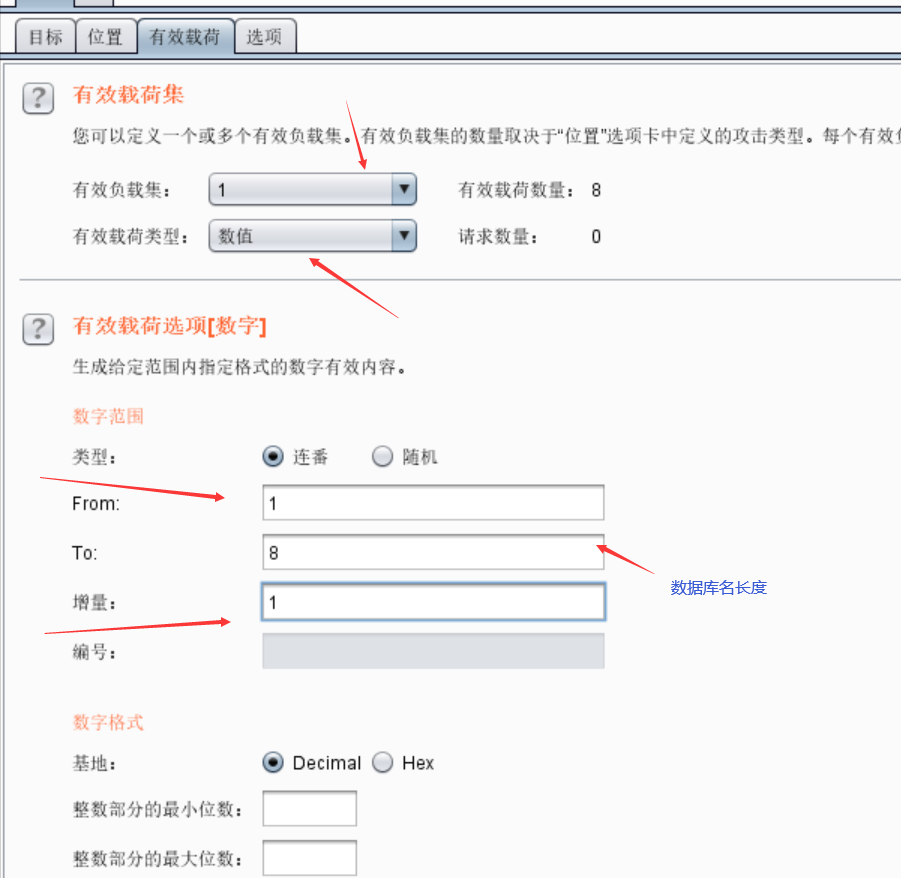 目标 位置 有效载荷 选项
? 有效载荷集
您可以定义一个或多个有效负载集。有效负载集的数量取决于“位置”选项卡中定义的攻击类型。每个有效
有效负载集： 1 有效载荷数量： 8
有效载荷类型： 数值 请求数量： 0
? 有效载荷选项[数字]
生成给定范围内指定格式的数字有效内容。
数字范围
类型： 连番 随机
From: 1
To: 8
数据库名长度
增量： 1
编号：
数字格式
基地： Decimal Hex
整数部分的最小位数：
整数部分的最大位数：